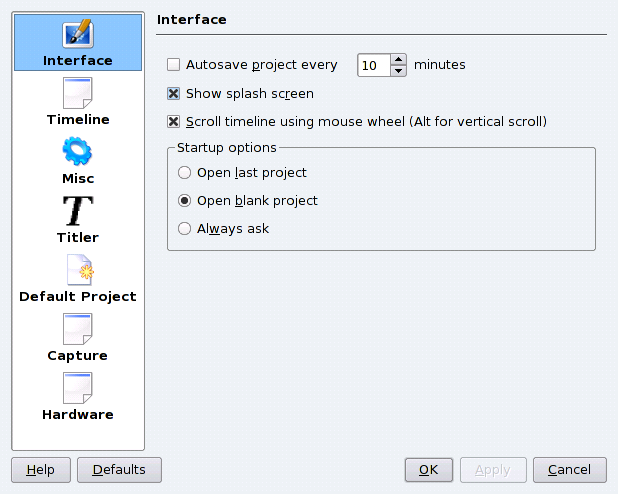 Interface
Timeline
Misc
T
Titler
Default Project
Capture
Hardware
Interface
Autosave project every 10 minutes
Show splash screen
Scroll timeline using mouse wheel (Alt for vertical scroll)
Startup options
Open last project
Open blank project
Always ask
Help Defaults OK Apply Cancel